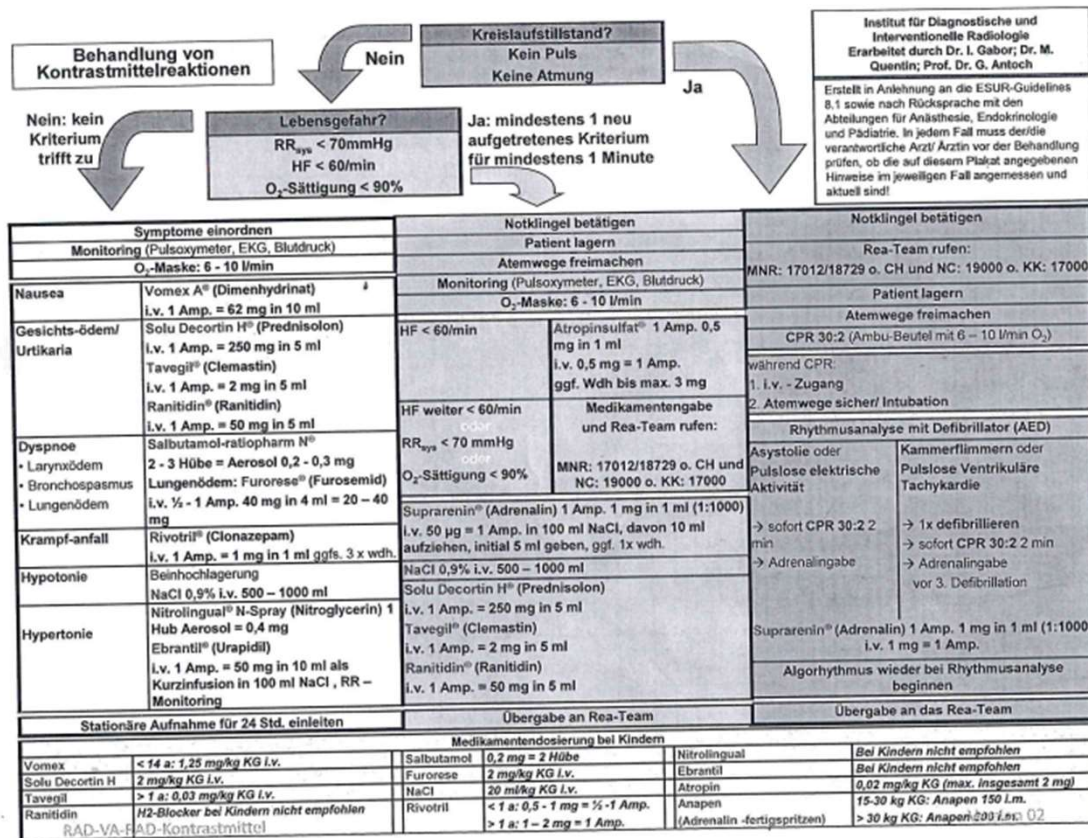 Behandlung von
Kontrastmittelreaktionen
Nein
Kreislaufstillstand?
Kein Puls
Keine Atmung
Ja
Institut für Diagnostische und
Interventionelle Radiologie
Erarbeitet durch Dr. I. Gabor; Dr. M.
Quentin; Prof. Dr. G. Antoch
Erstellt in Anlehnung an die ESUR-Guidelines
8.1 sowie nach Rücksprache mit den
Abteilungen für Anästhesie, Endokrinologie
und Pädiatrie. In jedem Fall muss der/die
verantwortliche Arzt/ Ärztin vor der Behandlung
prüfen, ob die auf diesem Plakat angegebenen
Hinweise im jeweiligen Fall angemessen und
aktuell sind!
Nein: kein
Kriterium
trifft zu
Lebensgefahr?
RRsys < 70mmHg
HF < 60/min
O2-Sättigung < 90%
Ja: mindestens 1 neu
aufgetretenes Kriterium
für mindestens 1 Minute
Symptome einordnen
Monitoring (Pulsoxymeter, EKG, Blutdruck)
O2-Maske: 6 - 10 l/min
Nausea
Vomex A® (Dimenhydrinat)
i.v. 1 Amp. = 62 mg in 10 ml
Gesichts-ödem/
Urtikaria
Solu Decortin H® (Prednisolon)
i.v. 1 Amp. = 250 mg in 5 ml
Tavegil® (Clemastin)
i.v. 1 Amp. = 2 mg in 5 ml
Ranitidin® (Ranitidin)
i.v. 1 Amp. = 50 mg in 5 ml
Dyspnoe
• Larynxödem
• Bronchospasmus
• Lungenödem
Salbutamol-ratiopharm N®
2 - 3 Hübe = Aerosol 0,2 - 0,3 mg
Lungenödem: Furorese® (Furosemid)
i.v. ½ - 1 Amp. 40 mg in 4 ml = 20 – 40
mg
Krampf-anfall
Rivotril® (Clonazepam)
i.v. 1 Amp. = 1 mg in 1 ml ggfs. 3 x wdh.
Hypotonie
Beinhochlagerung
NaCl 0,9% i.v. 500 – 1000 ml
Hypertonie
Nitrolingual® N-Spray (Nitroglycerin) 1
Hub Aerosol = 0,4 mg
Ebrantil® (Urapidil)
i.v. 1 Amp. = 50 mg in 10 ml als
Kurzinfusion in 100 ml NaCl , RR –
Monitoring
Stationäre Aufnahme für 24 Std. einleiten
Notklingel betätigen
Patient lagern
Atemwege freimachen
Monitoring (Pulsoxymeter, EKG, Blutdruck)
O2-Maske: 6 - 10 l/min
HF < 60/min
Atropinsulfat® 1 Amp. 0,5
mg in 1 ml
i.v. 0,5 mg = 1 Amp.
ggf. Wdh bis max. 3 mg
HF weiter < 60/min
oder
RRsys < 70 mmHg
oder
O2-Sättigung < 90%
Medikamentengabe
und Rea-Team rufen:
MNR: 17012/18729 o. CH und
NC: 19000 o. KK: 17000
Suprarenin® (Adrenalin) 1 Amp. 1 mg in 1 ml (1:1000)
i.v. 50 µg = 1 Amp. in 100 ml NaCl, davon 10 ml
aufziehen, initial 5 ml geben, ggf. 1x wdh.
NaCl 0,9% i.v. 500 – 1000 ml
Solu Decortin H® (Prednisolon)
i.v. 1 Amp. = 250 mg in 5 ml
Tavegil® (Clemastin)
i.v. 1 Amp. = 2 mg in 5 ml
Ranitidin® (Ranitidin)
i.v. 1 Amp. = 50 mg in 5 ml
Übergabe an Rea-Team
Notklingel betätigen
Rea-Team rufen:
MNR: 17012/18729 o. CH und NC: 19000 o. KK: 17000
Patient lagern
Atemwege freimachen
CPR 30:2 (Ambu-Beutel mit 6 – 10 l/min O2)
während CPR:
1. i.v. - Zugang
2. Atemwege sicher/ Intubation
Rhythmusanalyse mit Defibrillator (AED)
Asystolie oder
Pulslose elektrische
Aktivität
→ sofort CPR 30:2 2
min
→ Adrenalingabe
Kammerflimmern oder
Pulslose Ventrikuläre
Tachykardie
→ 1x defibrillieren
→ sofort CPR 30:2 2 min
→ Adrenalingabe
vor 3. Defibrillation
Suprarenin® (Adrenalin) 1 Amp. 1 mg in 1 ml (1:1000)
i.v. 1 mg = 1 Amp.
Algorhythmus wieder bei Rhythmusanalyse
beginnen
Übergabe an das Rea-Team
Medikamentendosierung bei Kindern
Vomex < 14 a: 1,25 mg/kg KG i.v.
Solu Decortin H 2 mg/kg KG i.v.
Tavegil > 1 a: 0,03 mg/kg KG i.v.
Ranitidin H2-Blocker bei Kindern nicht empfohlen
Salbutamol 0,2 mg = 2 Hübe
Furorese 2 mg/kg KG i.v.
NaCl 20 ml/kg KG i.v.
Rivotril < 1 a: 0,5 - 1 mg = ½ -1 Amp.
> 1 a: 1 – 2 mg = 1 Amp.
Nitrolingual Bei Kindern nicht empfohlen
Ebrantil Bei Kindern nicht empfohlen
Atropin 0,02 mg/kg KG (max. insgesamt 2 mg)
Anapen 15-30 kg KG: Anapen 150 i.m.
(Adrenalin -fertigspritzen) > 30 kg KG: Anapen 300 i.m.
RAD-VA-RAD-Kontrastmittel
02